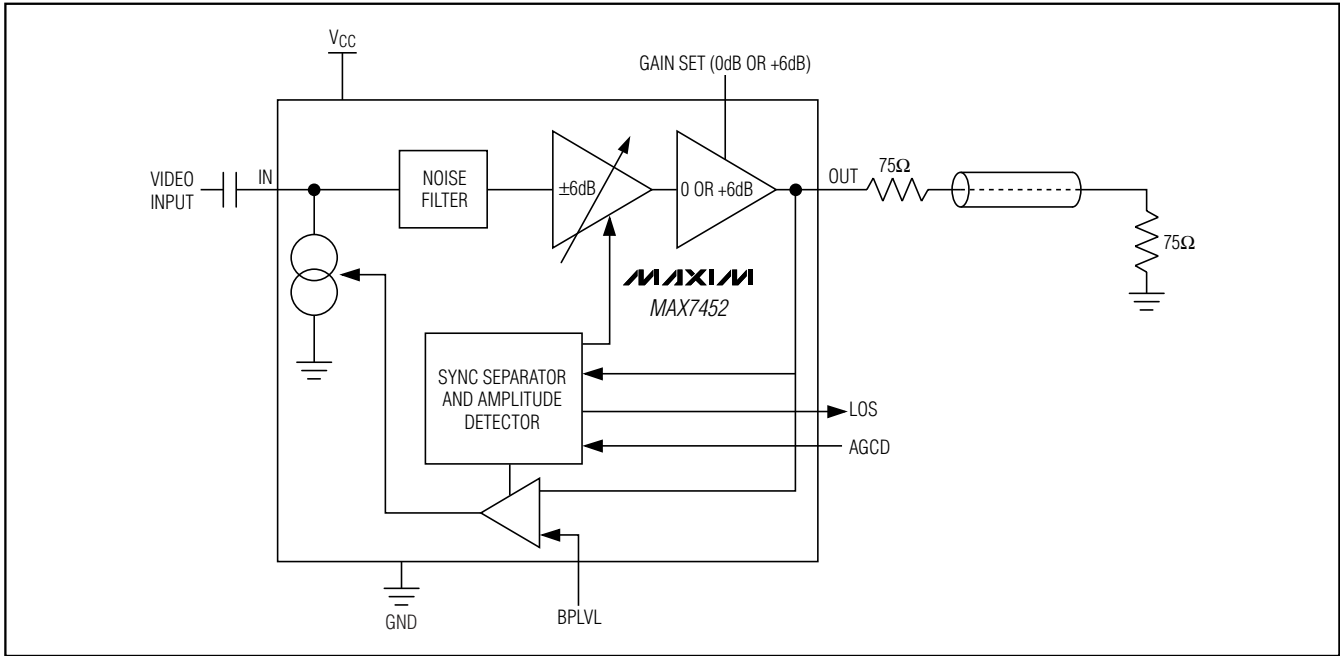 VCC
GAIN SET (0dB OR +6dB)
VIDEO
INPUT
IN
NOISE
FILTER
±6dB
0 OR +6dB
OUT
75Ω
75Ω
MAXIM
MAX7452
SYNC SEPARATOR
AND AMPLITUDE
DETECTOR
LOS
AGCD
GND
BPLVL